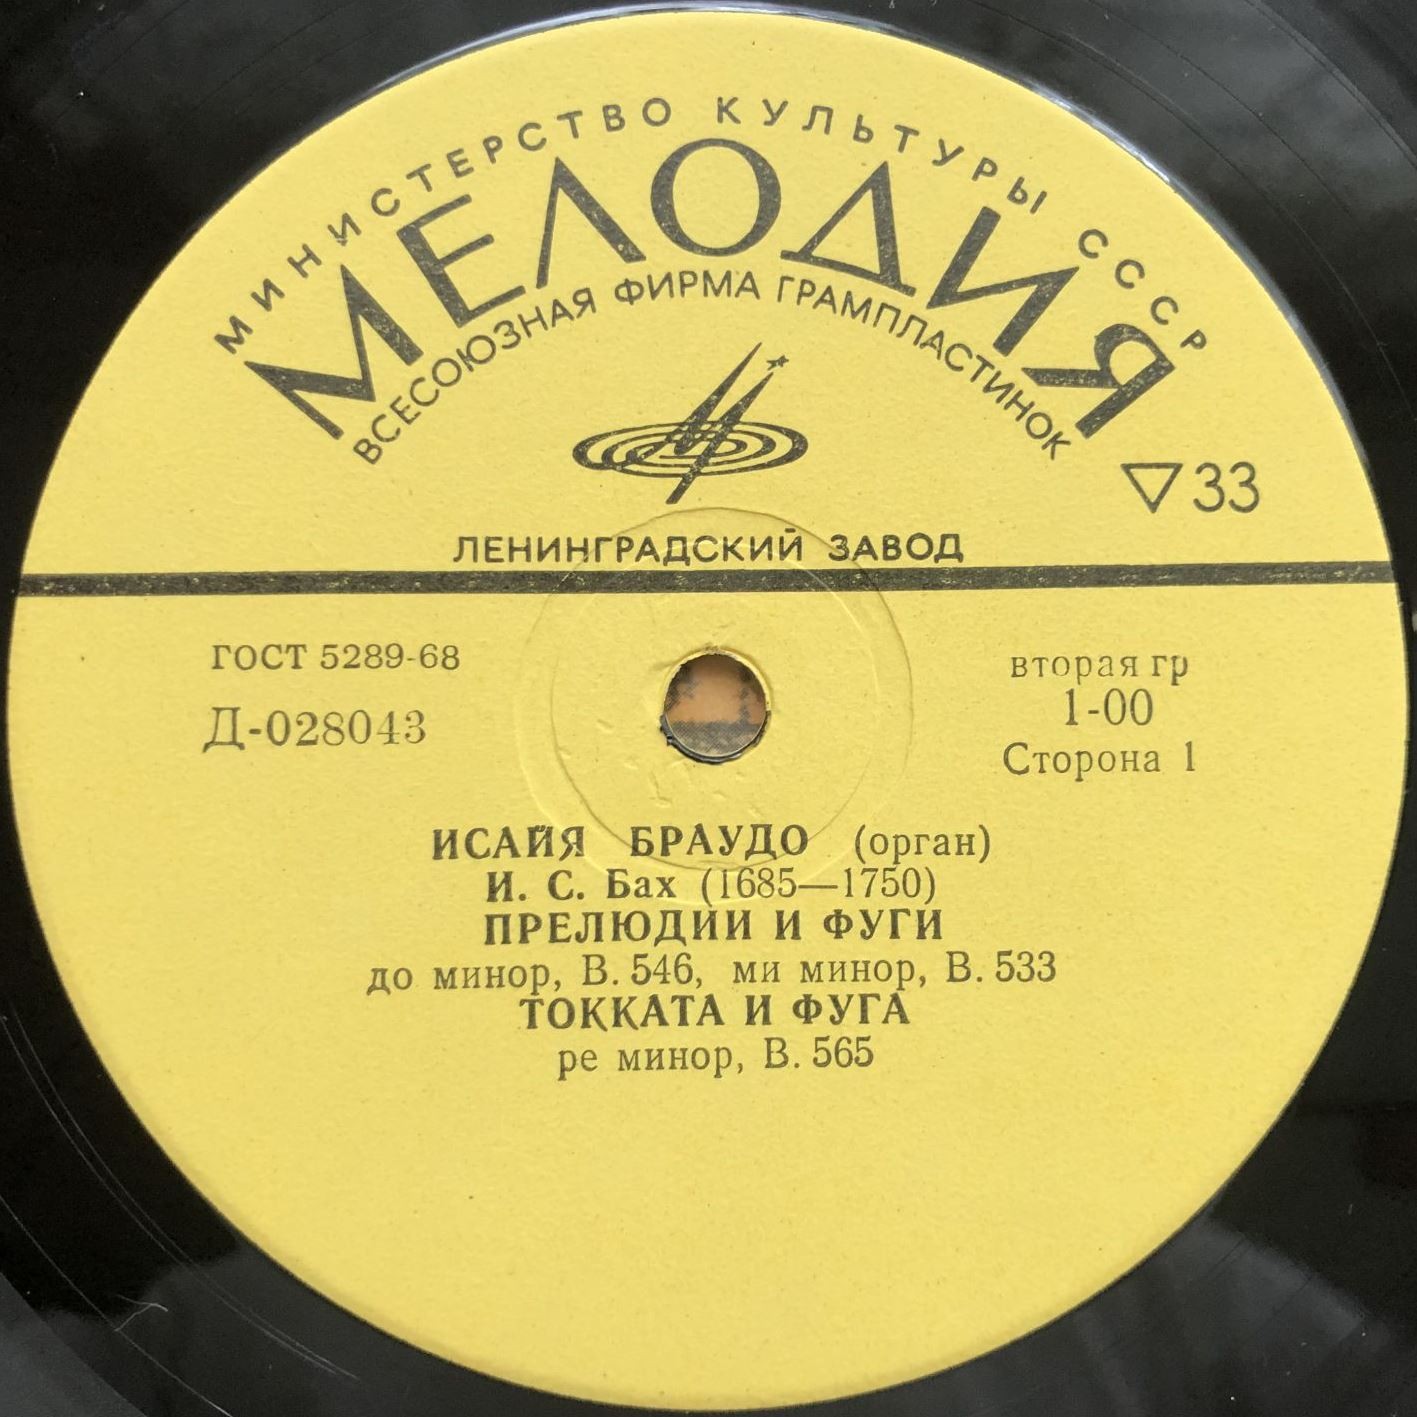 МИНИСТЕРСТВО КУЛЬТУРЫ СССР
МЕЛОДИЯ
ВСЕСОЮЗНАЯ ФИРМА ГРАМПЛАСТИНОК
33
ЛЕНИНГРАДСКИЙ ЗАВОД
ГОСТ 5289-68
Д-028043
вторая гр
1-00
Сторона 1
ИСАЙЯ БРАУДО (орган)
И. С. Бах (1685—1750)
ПРЕЛЮДИИ И ФУГИ
до минор, В. 546, ми минор, В. 533
ТОККАТА И ФУГА
ре минор, В. 565